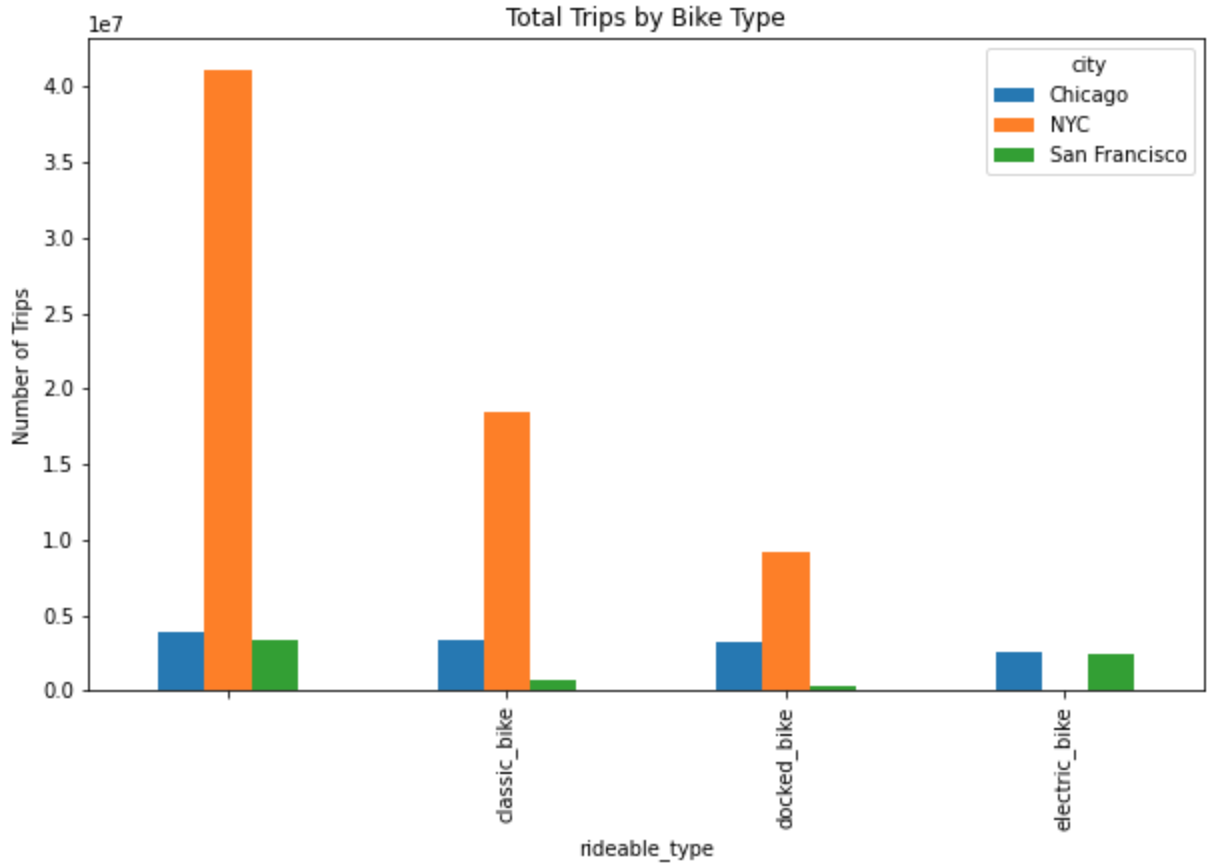 Total Trips by Bike Type
1e7
city
Chicago
NYC
San Francisco
4.0
3.5
3.0
2.5
2.0
1.5
1.0
0.5
0.0
Number of Trips
classic_bike
docked_bike
electric_bike
rideable_type